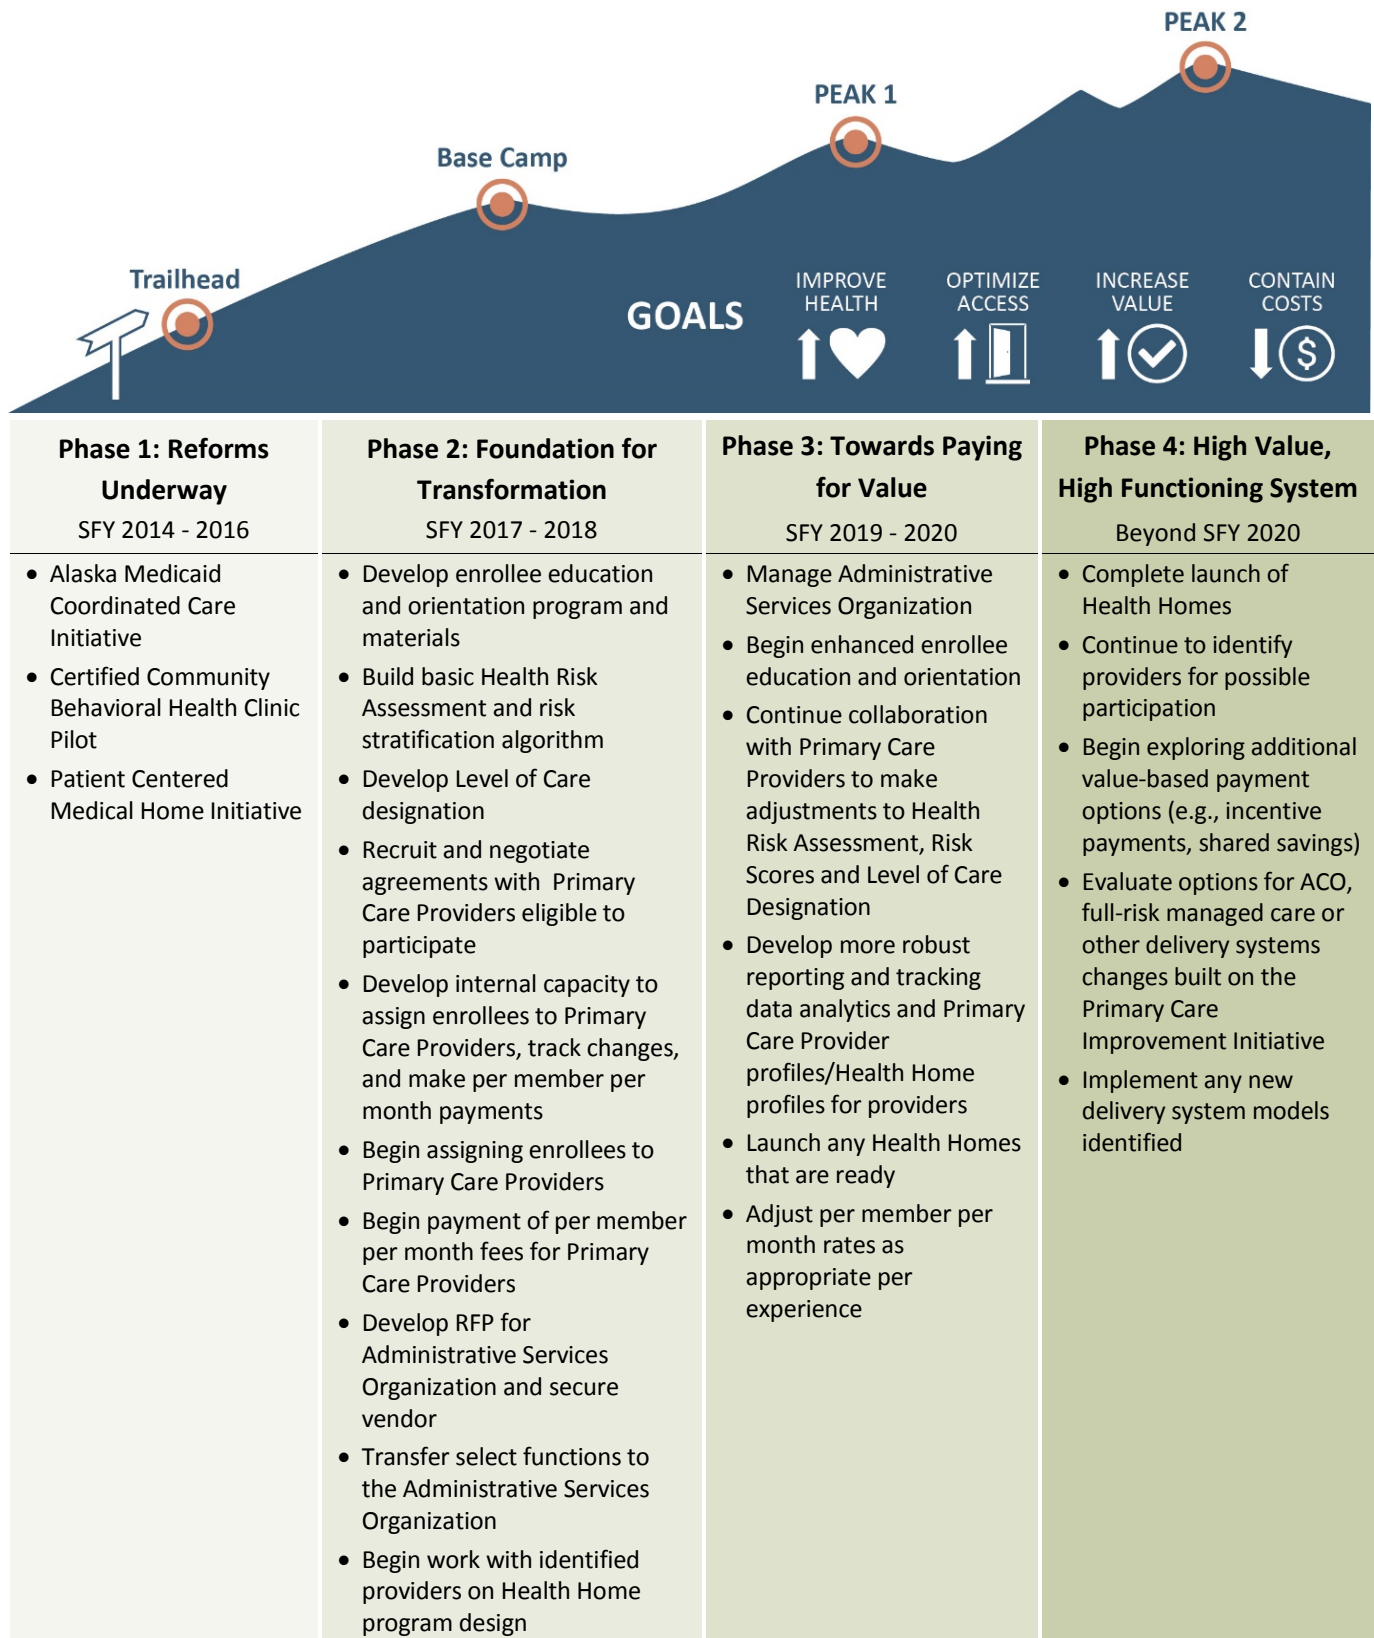 PEAK 2
PEAK 1
Base Camp
Trailhead
GOALS
IMPROVE
HEALTH
OPTIMIZE
ACCESS
INCREASE
VALUE
CONTAIN
COSTS
$
Phase 1: Reforms
Underway
SFY 2014 - 2016
• Alaska Medicaid
Coordinated Care
Initiative
• Certified Community
Behavioral Health Clinic
Pilot
• Patient Centered
Medical Home Initiative
Phase 2: Foundation for
Transformation
SFY 2017 - 2018
• Develop enrollee education
and orientation program and
materials
• Build basic Health Risk
Assessment and risk
stratification algorithm
• Develop Level of Care
designation
• Recruit and negotiate
agreements with  Primary
Care Providers eligible to
participate
• Develop internal capacity to
assign enrollees to Primary
Care Providers, track changes,
and make per member per
month payments
• Begin assigning enrollees to
Primary Care Providers
• Begin payment of per member
per month fees for Primary
Care Providers
• Develop RFP for
Administrative Services
Organization and secure
vendor
• Transfer select functions to
the Administrative Services
Organization
• Begin work with identified
providers on Health Home
program design
Phase 3: Towards Paying
for Value
SFY 2019 - 2020
• Manage Administrative
Services Organization
• Begin enhanced enrollee
education and orientation
• Continue collaboration
with Primary Care
Providers to make
adjustments to Health
Risk Assessment, Risk
Scores and Level of Care
Designation
• Develop more robust
reporting and tracking
data analytics and Primary
Care Provider
profiles/Health Home
profiles for providers
• Launch any Health Homes
that are ready
• Adjust per member per
month rates as
appropriate per
experience
Phase 4: High Value,
High Functioning System
Beyond SFY 2020
• Complete launch of
Health Homes
• Continue to identify
providers for possible
participation
• Begin exploring additional
value-based payment
options (e.g., incentive
payments, shared savings)
• Evaluate options for ACO,
full-risk managed care or
other delivery systems
changes built on the
Primary Care
Improvement Initiative
• Implement any new
delivery system models
identified